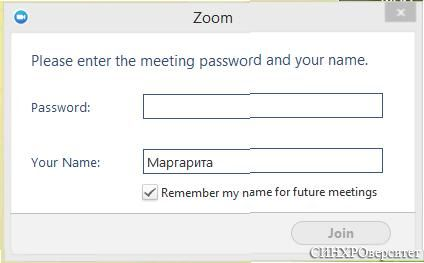 Zoom
Please enter the meeting password and your name.
Password:
Your Name: Маргарита
Remember my name for future meetings
Join
СИНХРОверситет